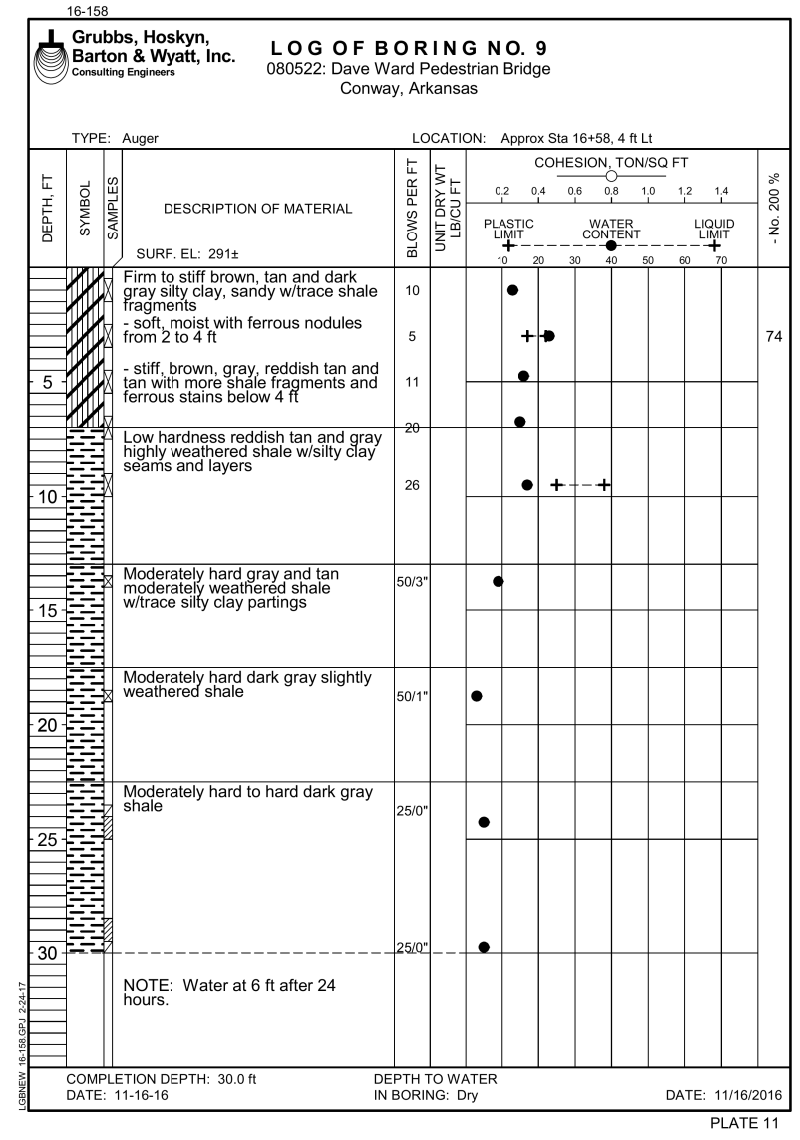 16-158
Grubbs, Hoskyn,
Barton & Wyatt, Inc.
Consulting Engineers
LOG OF BORING NO. 9
080522: Dave Ward Pedestrian Bridge
Conway, Arkansas
TYPE: Auger
LOCATION: Approx Sta 16+58, 4 ft Lt
DEPTH, FT
SYMBOL
SAMPLES
DESCRIPTION OF MATERIAL
SURF. EL: 291±
BLOWS PER FT
UNIT DRY WT
LB/CU FT
COHESION, TON/SQ FT
0.2 0.4 0.6 0.8 1.0 1.2 1.4
PLASTIC LIMIT
WATER CONTENT
LIQUID LIMIT
10 20 30 40 50 60 70
- No. 200 %
Firm to stiff brown, tan and dark
gray silty clay, sandy w/trace shale
fragments
10
- soft, moist with ferrous nodules
from 2 to 4 ft
5
74
- stiff, brown, gray, reddish tan and
tan with more shale fragments and
ferrous stains below 4 ft
5
11
20
Low hardness reddish tan and gray
highly weathered shale w/silty clay
seams and layers
26
10
Moderately hard gray and tan
moderately weathered shale
w/trace silty clay partings
50/3"
15
Moderately hard dark gray slightly
weathered shale
50/1"
20
Moderately hard to hard dark gray
shale
25/0"
25
25/0"
30
NOTE: Water at 6 ft after 24
hours.
LGBNEW 16-158.GPJ 2-24-17
COMPLETION DEPTH: 30.0 ft
DATE: 11-16-16
DEPTH TO WATER
IN BORING: Dry
DATE: 11/16/2016
PLATE 11